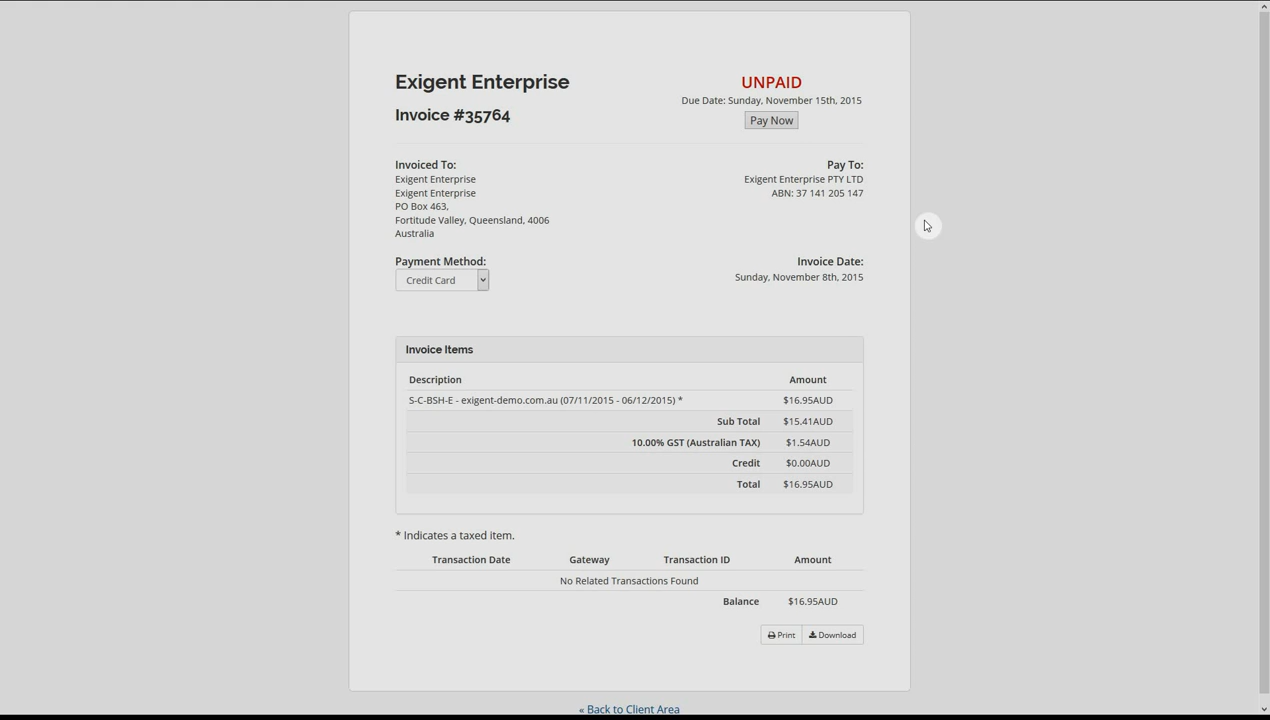 Exigent Enterprise
UNPAID
Due Date: Sunday, November 15th, 2015
Invoice #35764
Pay Now
Invoiced To:
Exigent Enterprise
Exigent Enterprise
PO Box 463,
Fortitude Valley, Queensland, 4006
Australia
Pay To:
Exigent Enterprise PTY LTD
ABN: 37 141 205 147
Payment Method:
Credit Card
Invoice Date:
Sunday, November 8th, 2015
Invoice Items
Description Amount
S-C-BSH-E - exigent-demo.com.au (07/11/2015 - 06/12/2015) * $16.95AUD
Sub Total $15.41AUD
10.00% GST (Australian TAX) $1.54AUD
Credit $0.00AUD
Total $16.95AUD
* Indicates a taxed item.
Transaction Date Gateway Transaction ID Amount
No Related Transactions Found
Balance $16.95AUD
Print Download
« Back to Client Area